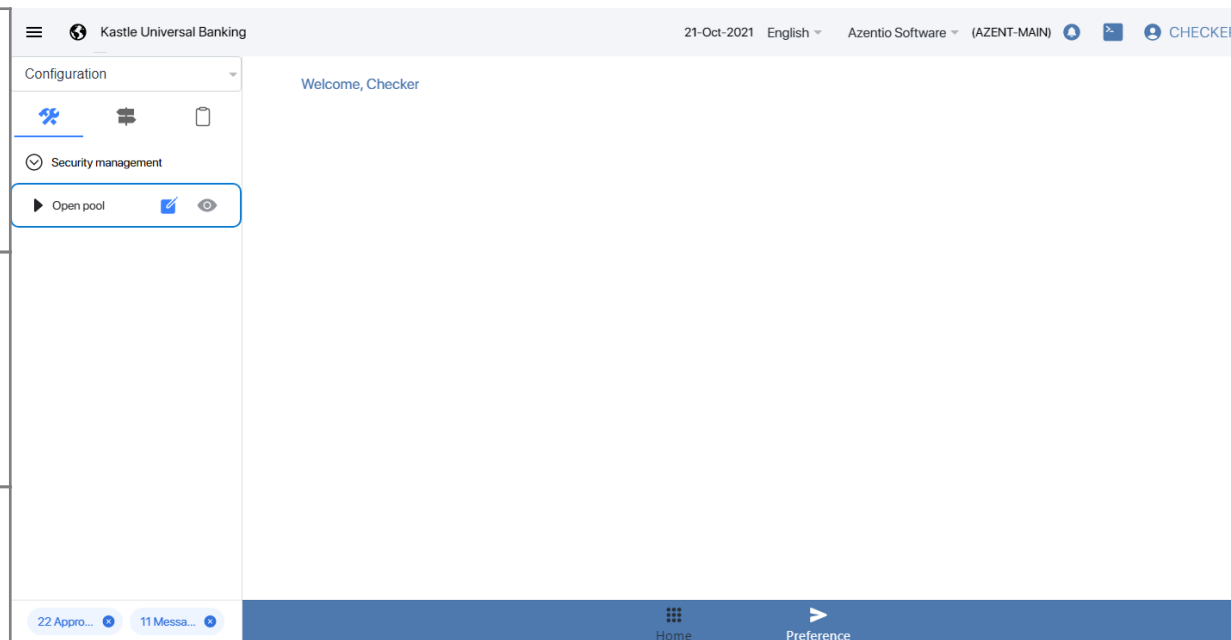 Kastle Universal Banking
21-Oct-2021 English Azentio Software (AZENT-MAIN) CHECKER
Configuration
Welcome, Checker
Security management
Open pool
22 Appro... 11 Messa...
Home Preference